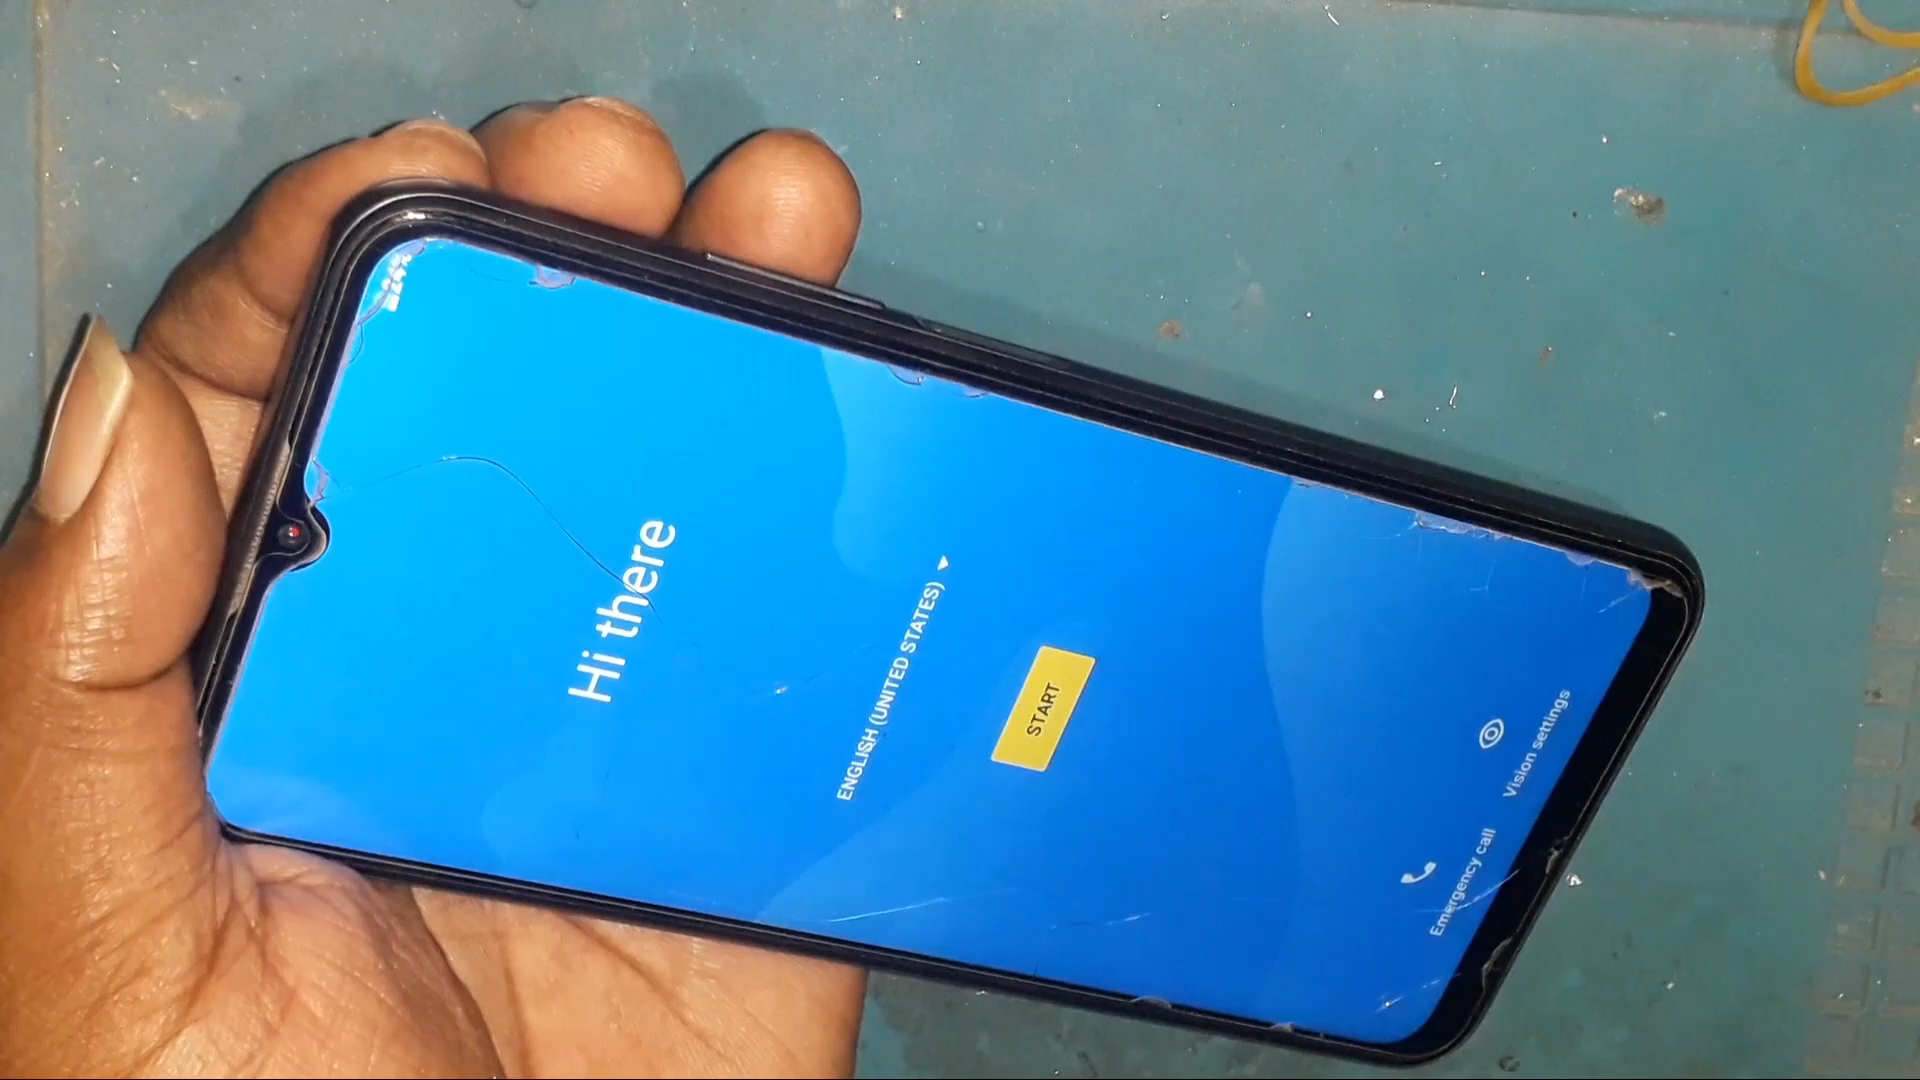 Hi there
ENGLISH (UNITED STATES)
START
Vision settings
Emergency call